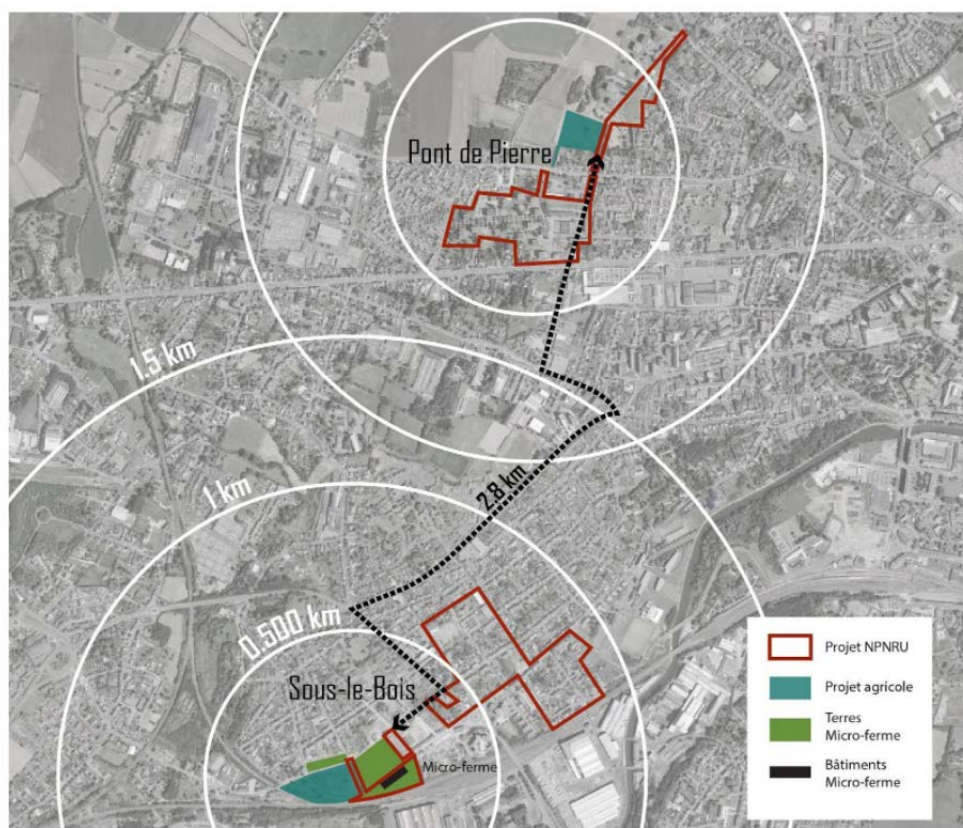 Pont de Pierre
1.5 km
2.8 km
1 km
0.500 km
Sous-le-Bois
Micro-ferme
Projet NPNRU
Projet agricole
Terres
Micro-ferme
Bâtiments
Micro-ferme